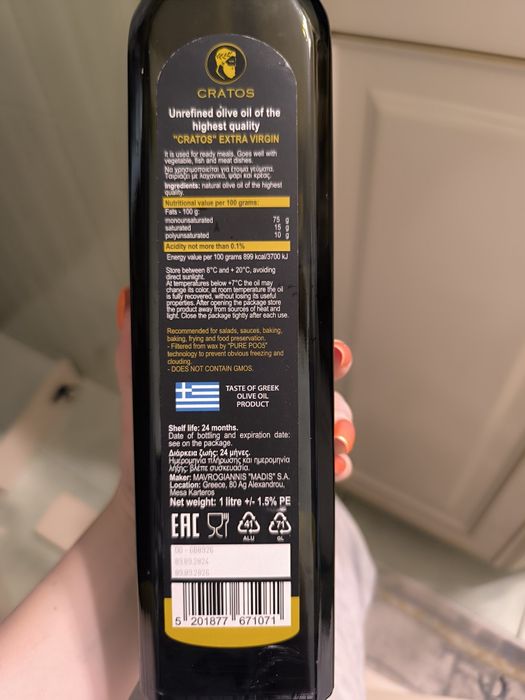 CRATOS
Unrefined olive oil of the
highest quality
"CRATOS" EXTRA VIRGIN
It is used for ready meals. Goes well with
vegetable, fish and meat dishes.
Να χρησιμοποιείται για έτοιμα γεύματα.
Ταιριάζει με λαχανικά, ψάρι και κρέας.
Ingredients: natural olive oil of the highest
quality.
Nutritional value per 100 grams:
Fats - 100 g:
monounsaturated 75 g
saturated 15 g
polyunsaturated 10 g
Acidity not more than 0.1%
Energy value per 100 grams 899 kcal/3700 kJ
Store between 8°C and + 20°C, avoiding
direct sunlight.
At temperatures below +7°C the oil may
change its color, at room temperature the oil
is fully recovered, without losing its useful
properties. After opening the package store
the product away from sources of heat and
light. Close the package tightly after each use.
Recommended for salads, sauces, baking,
baking, frying and food preservation.
- Filtered from wax by "PURE POO5"
technology to prevent obvious freezing and
clouding.
- DOES NOT CONTAIN GMOS.
TASTE OF GREEK
OLIVE OIL
PRODUCT
Shelf life: 24 months.
Date of bottling and expiration date:
see on the package.
Διάρκεια ζωής: 24 μήνες.
Ημερομηνία πλήρωσης και ημερομηνία
λήξης: βλέπε συσκευασία.
Maker: MAVROGIANNIS "MADIS" S.A.
Location: Greece, 80 Ag Alexandrou,
Mesa Karteros
Net weight: 1 litre +/- 1.5% PE
EAC 41 71
ALU GL
09.09.2024
09.09.2026
5 201877 671071